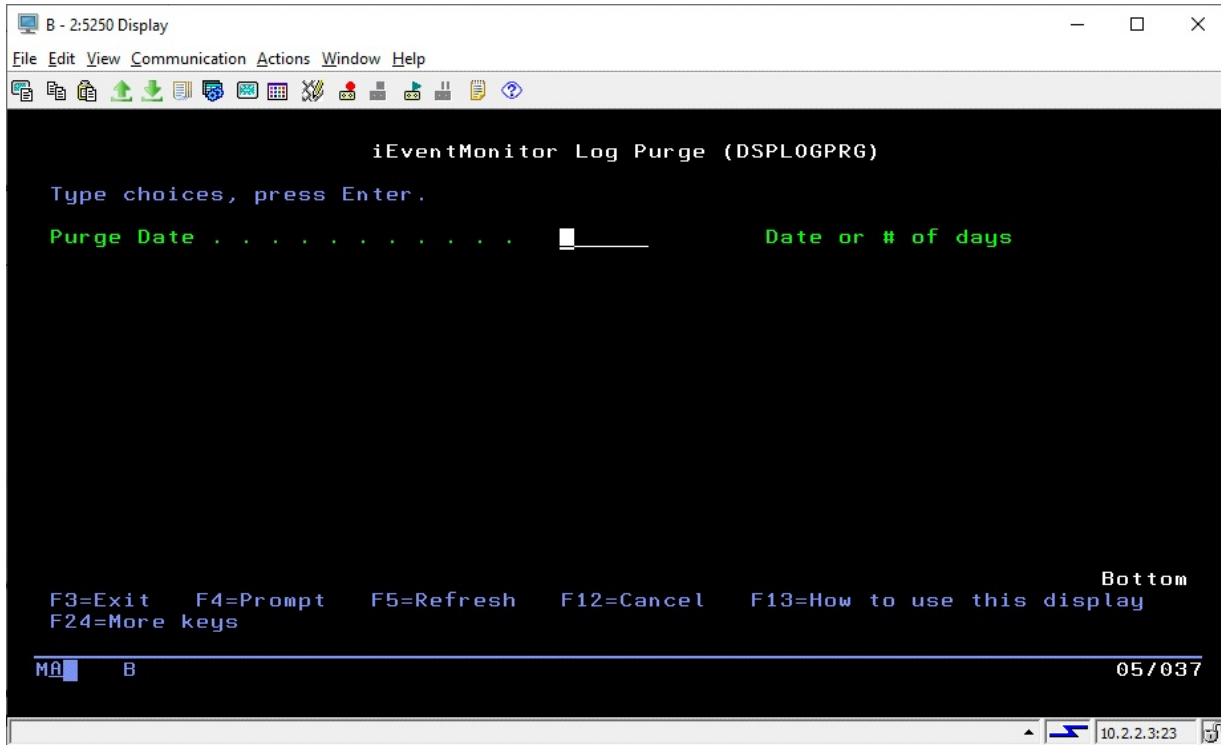 B - 2:5250 Display
File Edit View Communication Actions Window Help
iEventMonitor Log Purge (DSPLOGPRG)
Type choices, press Enter.
Purge Date . . . . . . . . . . . Date or # of days
Bottom
F3=Exit F4=Prompt F5=Refresh F12=Cancel F13=How to use this display
F24=More keys
MA B 05/037
10.2.2.3:23